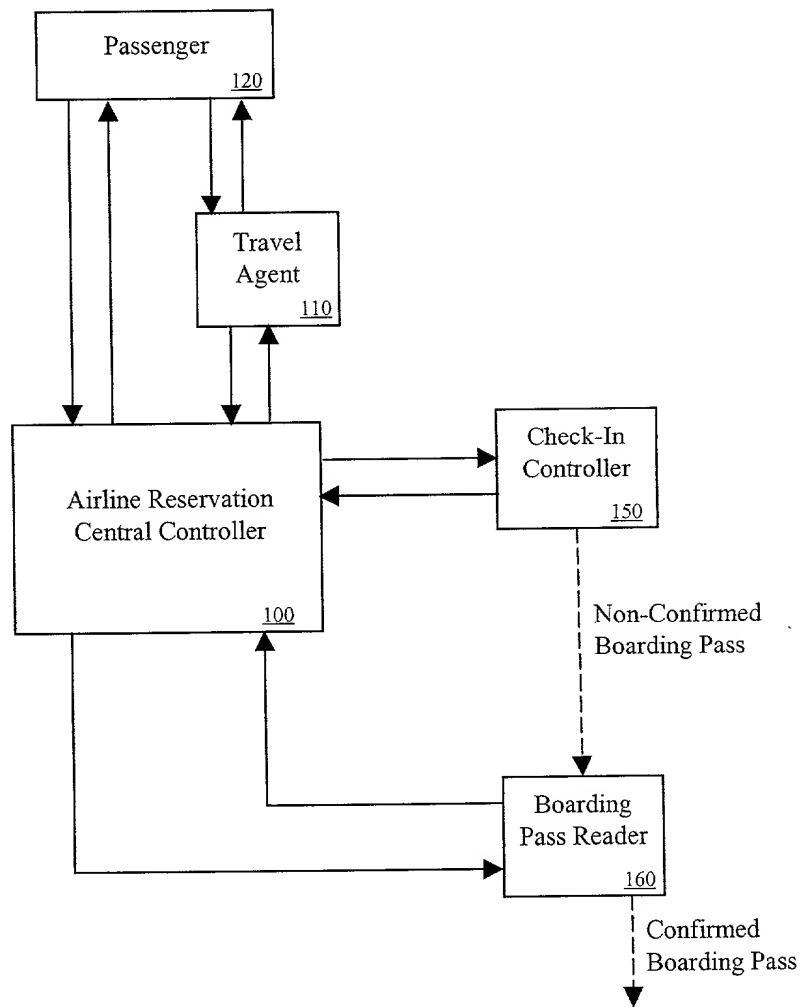 Passenger
120
Travel
Agent
110
Airline Reservation
Central Controller
100
Check-In
Controller
150
Non-Confirmed
Boarding Pass
Boarding
Pass Reader
160
Confirmed
Boarding Pass